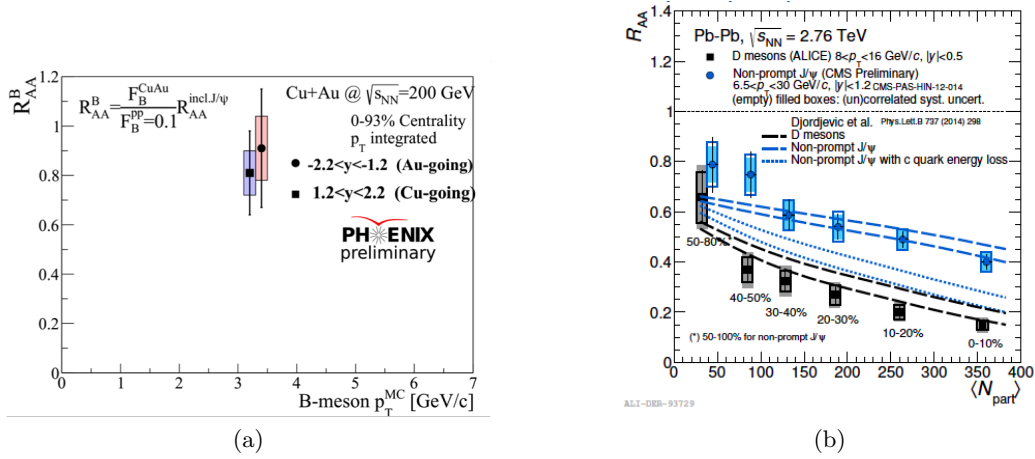 R_AA^B
1.2
1
0.8
0.6
0.4
0.2
0
R_AA^B = F_B^CuAu / F_B^pp=0.1 R_AA^incl.J/ψ
Cu+Au @ √s_NN=200 GeV
0-93% Centrality
p_T integrated
● -2.2<y<-1.2 (Au-going)
■ 1.2<y<2.2 (Cu-going)
PHENIX
preliminary
0 1 2 3 4 5 6 7
B-meson p_T^MC [GeV/c]
(a)
R_AA
1.4
1.2
1
0.8
0.6
0.4
0.2
0
Pb-Pb, √s_NN = 2.76 TeV
D mesons (ALICE) 8<p_T<16 GeV/c, |y|<0.5
Non-prompt J/ψ (CMS Preliminary)
6.5<p_T<30 GeV/c, |y|<1.2 CMS-PAS-HIN-12-014
(empty) filled boxes: (un)correlated syst. uncert.
Djordjevic et al. Phys.Lett.B 737 (2014) 298
D mesons
Non-prompt J/ψ
Non-prompt J/ψ with c quark energy loss
50-80%
40-50%
30-40%
20-30%
10-20%
0-10%
(*) 50-100% for non-prompt J/ψ
0 50 100 150 200 250 300 350 400
⟨N_part⟩
ALI-DER-93729
(b)